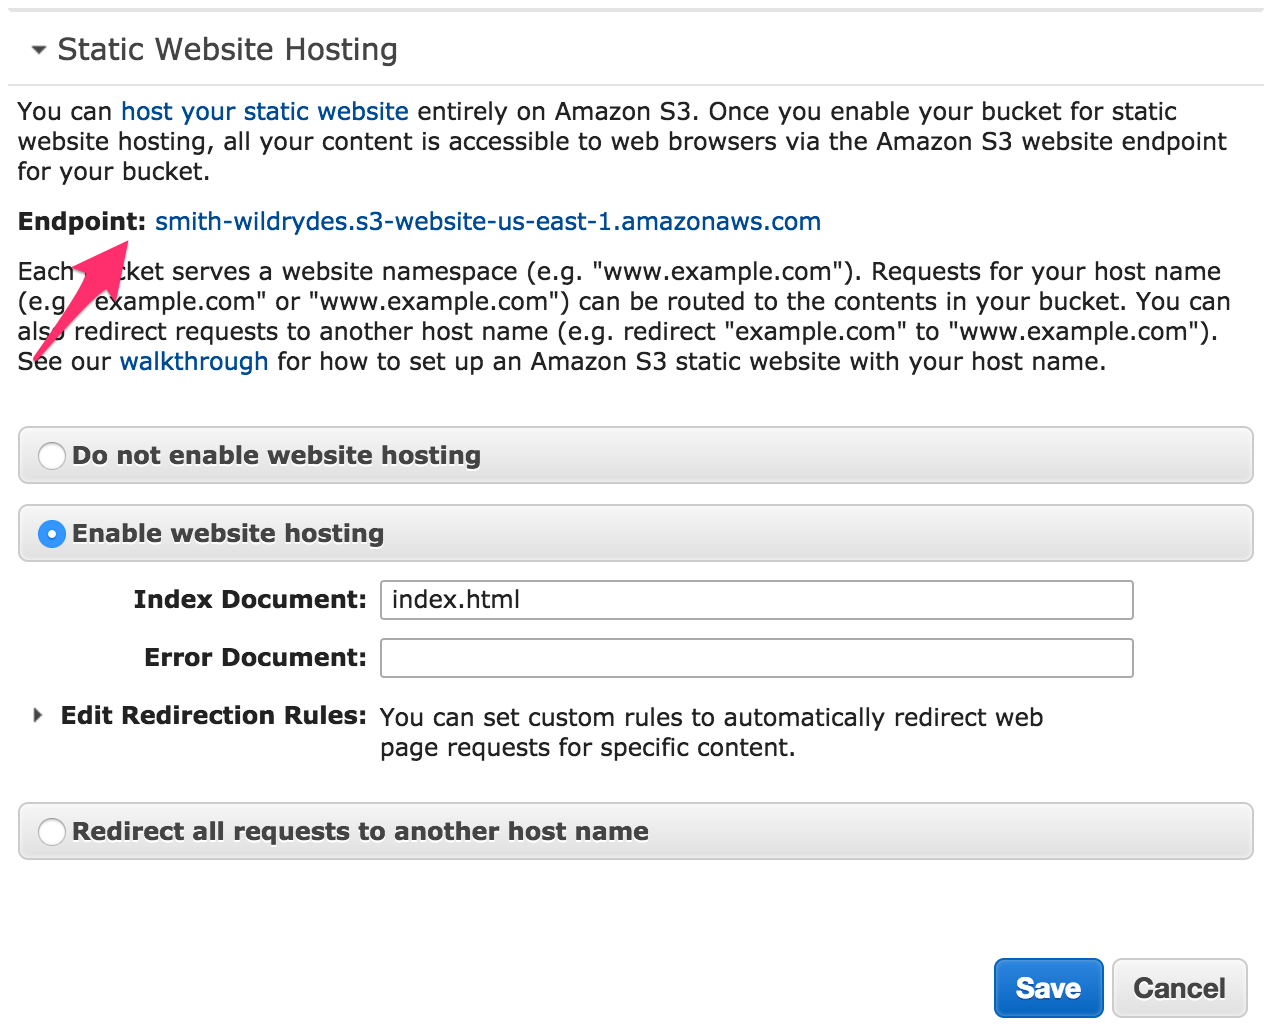 Static Website Hosting
You can host your static website entirely on Amazon S3. Once you enable your bucket for static
website hosting, all your content is accessible to web browsers via the Amazon S3 website endpoint
for your bucket.
Endpoint: smith-wildrydes.s3-website-us-east-1.amazonaws.com
Each cket serves a website namespace (e.g. "www.example.com"). Requests for your host name
(e.g. example.com" or "www.example.com") can be routed to the contents in your bucket. You can
also redirect requests to another host name (e.g. redirect "example.com" to "www.example.com").
See our walkthrough for how to set up an Amazon S3 static website with your host name.
Do not enable website hosting
Enable website hosting
Index Document: index.html
Error Document:
Edit Redirection Rules: You can set custom rules to automatically redirect web
page requests for specific content.
Redirect all requests to another host name
Save Cancel